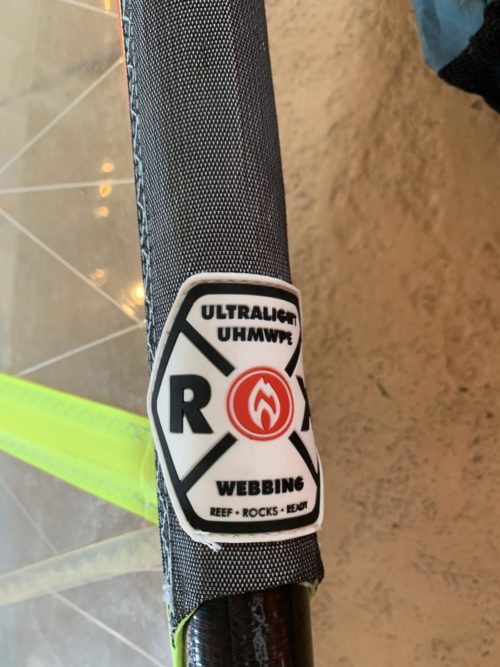 ULTRALIGHT
UHMWPE
R X
WEBBING
REEF • ROCKS • READY